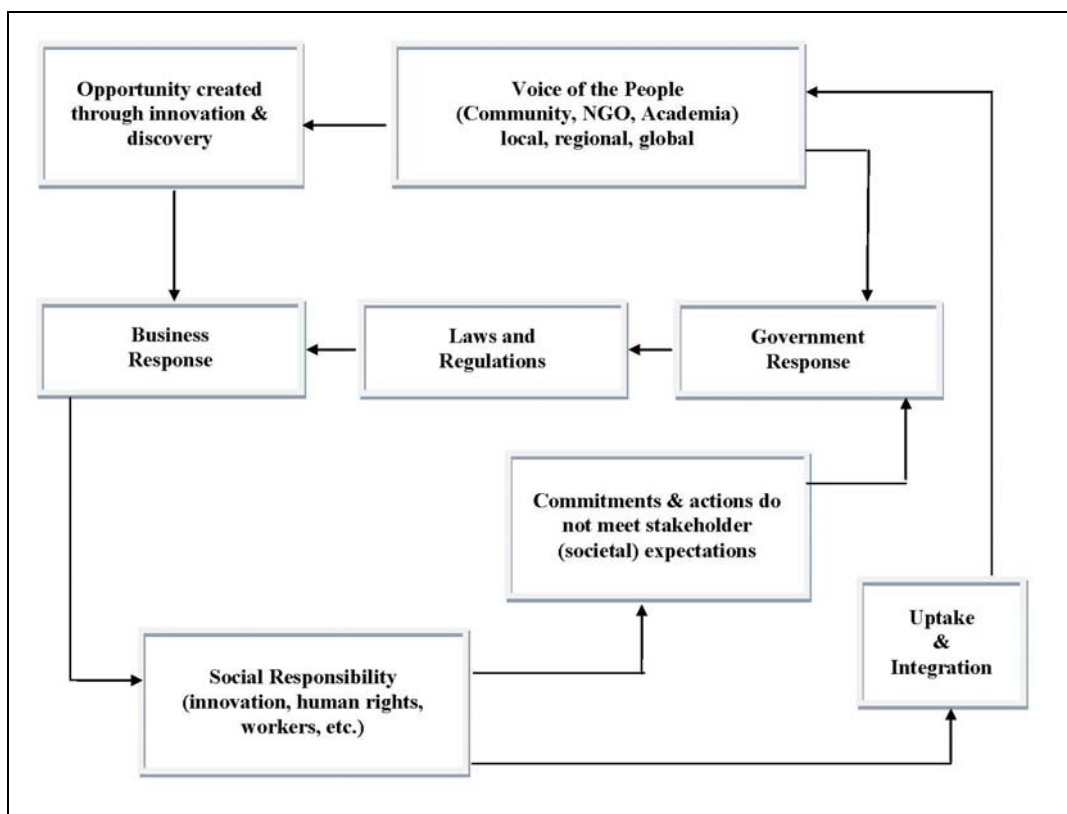 Opportunity created
through innovation &
discovery
Voice of the People
(Community, NGO, Academia)
local, regional, global
Business
Response
Laws and
Regulations
Government
Response
Commitments & actions do
not meet stakeholder
(societal) expectations
Uptake
&
Integration
Social Responsibility
(innovation, human rights,
workers, etc.)